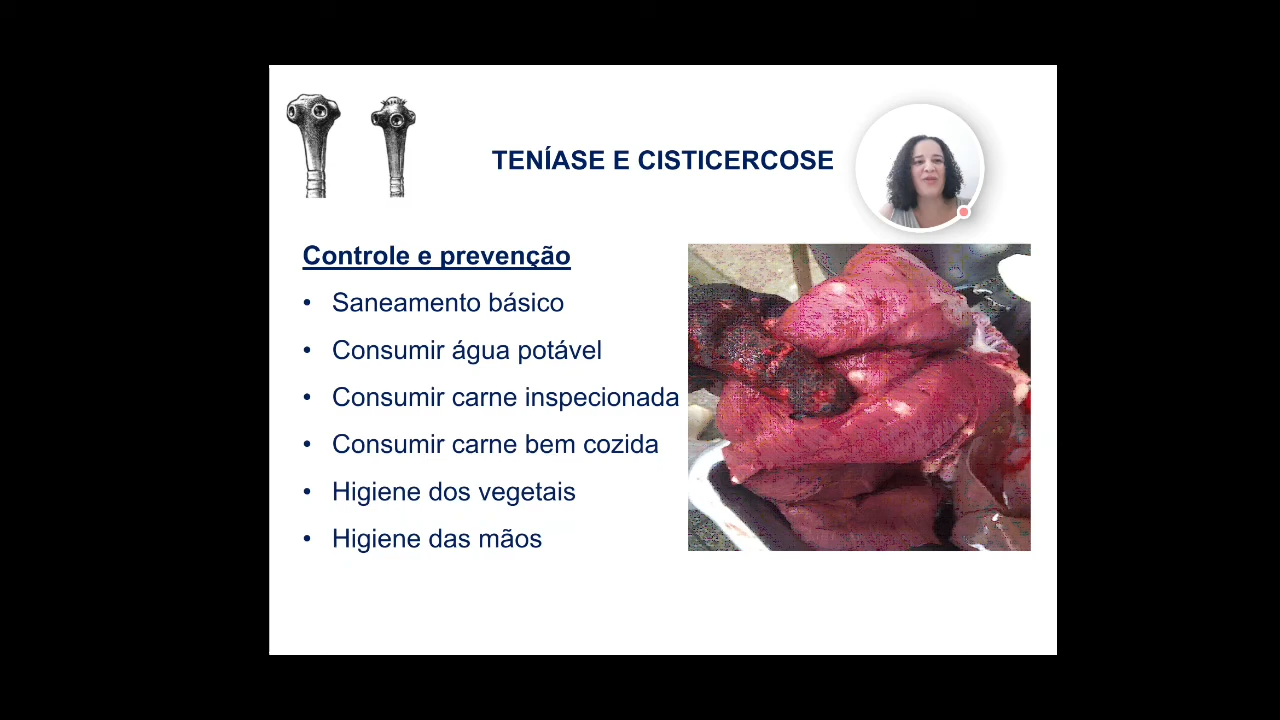 TENÍASE E CISTICERCOSE
Controle e prevenção
• Saneamento básico
• Consumir água potável
• Consumir carne inspecionada
• Consumir carne bem cozida
• Higiene dos vegetais
• Higiene das mãos